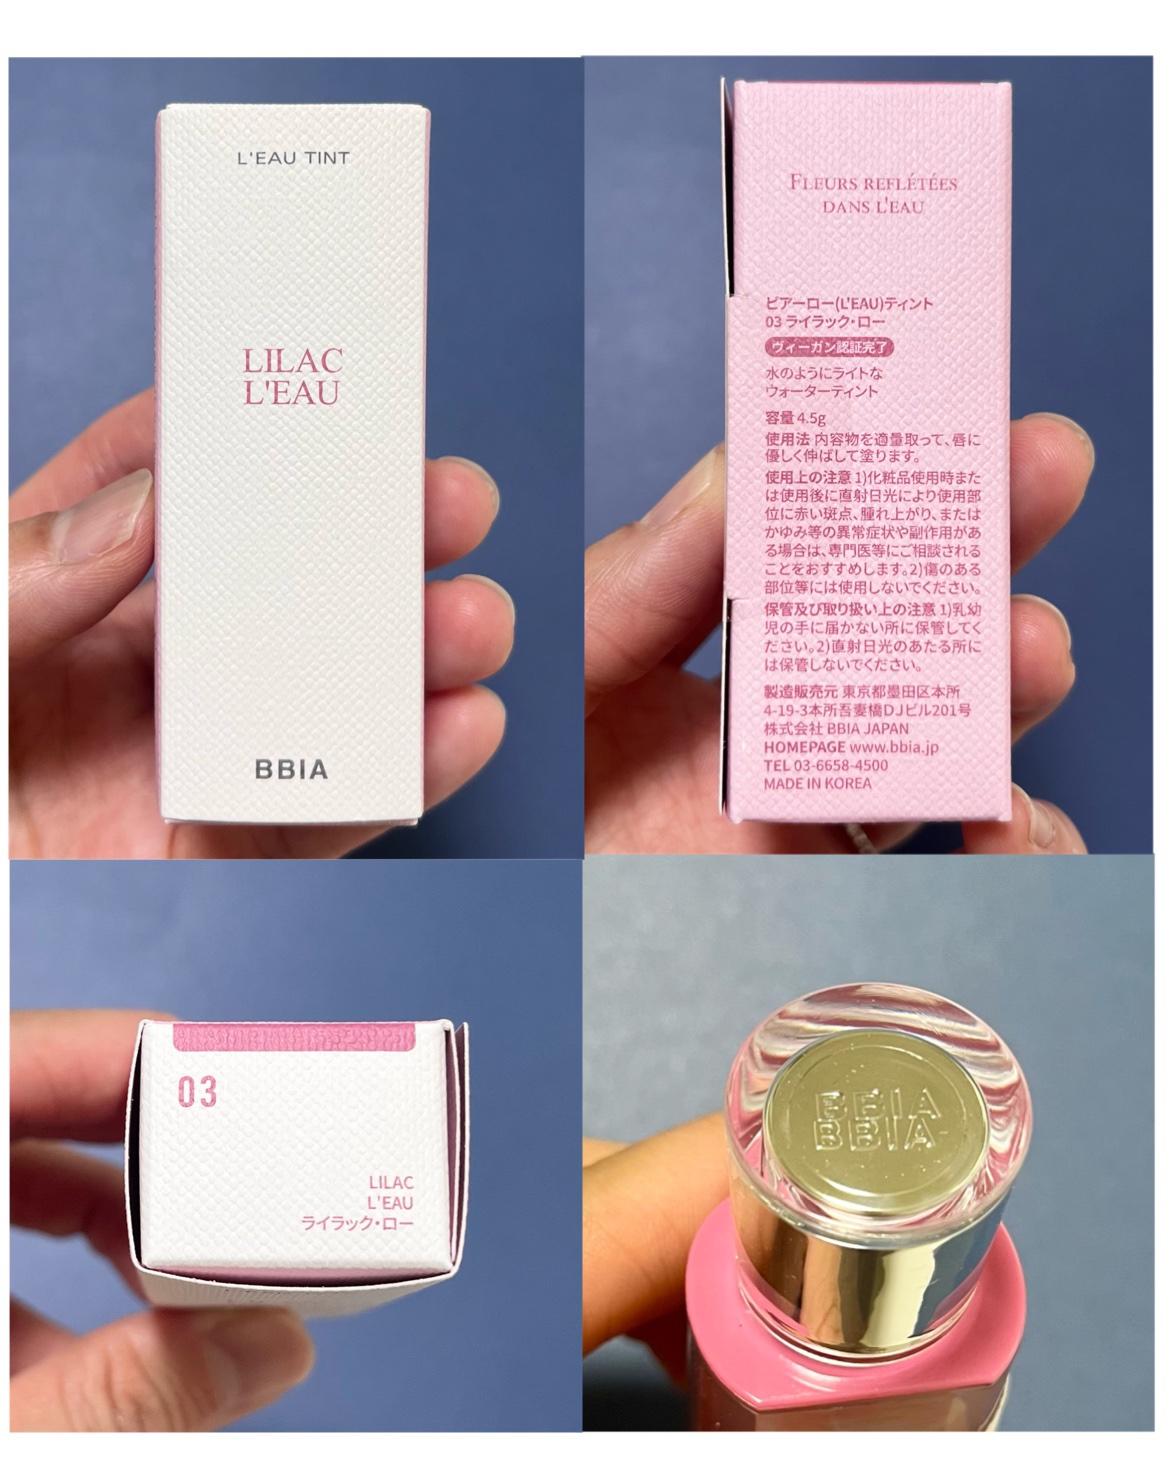 L'EAU TINT
LILAC
L'EAU
BBIA
FLEURS REFLÉTÉES
DANS L'EAU
ピアーロー(L'EAU)ティント
03 ライラック・ロー
ヴィーガン認証完了
水のようにライトな
ウォーターティント
容量 4.5g
使用法 内容物を適量取って、唇に
優しく伸ばして塗ります。
使用上の注意 1)化粧品使用時また
は使用後に直射日光により使用部
位に赤い斑点、腫れ上がり、または
かゆみ等の異常症状や副作用があ
る場合は、専門医等にご相談される
ことをおすすめします。2)傷のある
部位等には使用しないでください。
保管及び取り扱い上の注意 1)乳幼
児の手に届かない所に保管してく
ださい。2)直射日光のあたる所に
は保管しないでください。
製造販売元 東京都墨田区本所
4-19-3本所吾妻橋DJビル201号
株式会社 BBIA JAPAN
HOMEPAGE www.bbia.jp
TEL 03-6658-4500
MADE IN KOREA
03
LILAC
L'EAU
ライラック・ロー
BBIA
BBIA